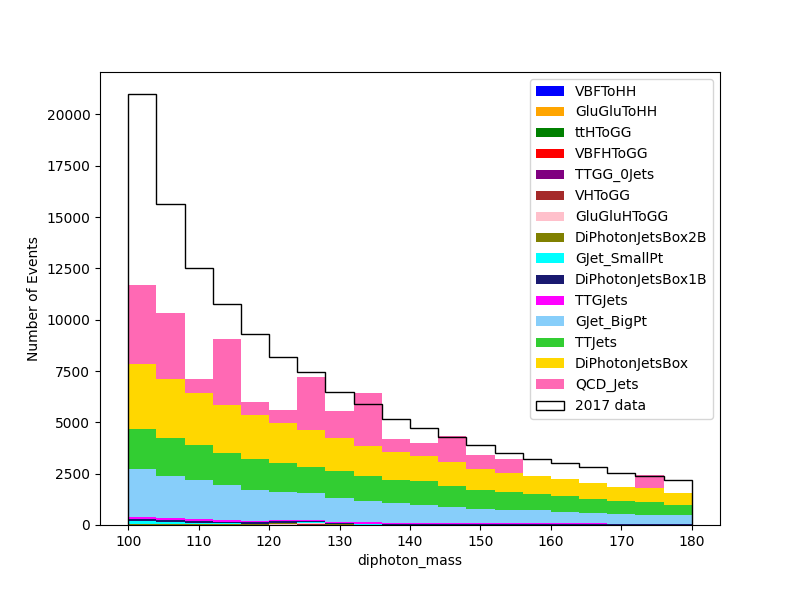 20000
17500
15000
12500
10000
7500
5000
2500
0
Number of Events
100
110
120
130
140
150
160
170
180
diphoton_mass
VBFToHH
GluGluToHH
ttHToGG
VBFHToGG
TTGG_0Jets
VHToGG
GluGluHToGG
DiPhotonJetsBox2B
GJet_SmallPt
DiPhotonJetsBox1B
TTGJets
GJet_BigPt
TTJets
DiPhotonJetsBox
QCD_Jets
2017 data